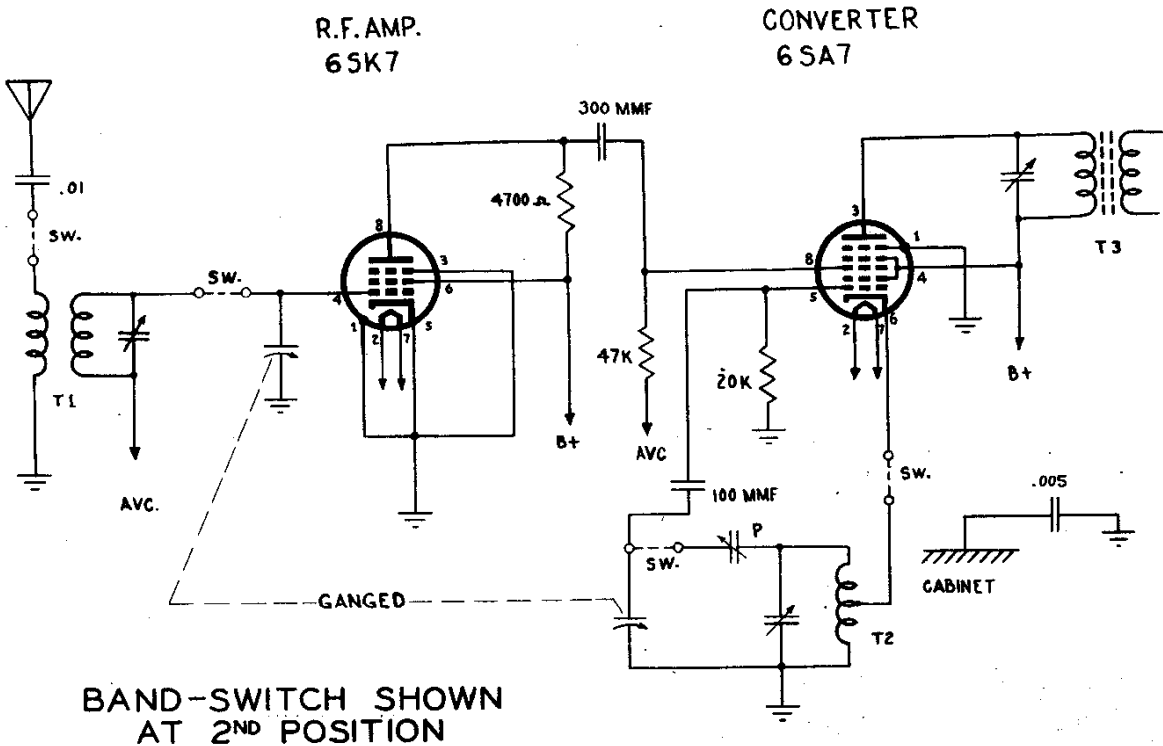 R.F. AMP.
6SK7
CONVERTER
6SA7
300 MMF
.01
SW.
4700 Ω
8
3
6
4
1
2
7
5
SW.
T1
AVC.
B+
47K
AVC
20K
3
1
8
4
5
2
7
6
T3
B+
SW.
100 MMF
P
SW.
T2
.005
CABINET
GANGED
BAND-SWITCH SHOWN
AT 2ND POSITION